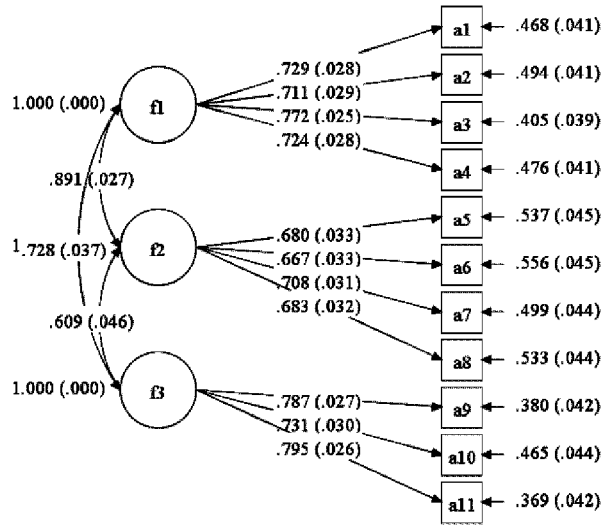 a1
.468 (.041)
.729 (.028)
a2
.494 (.041)
.711 (.029)
1.000 (.000)
f1
.772 (.025)
a3
.405 (.039)
.724 (.028)
a4
.476 (.041)
.891 (.027)
a5
.537 (.045)
.680 (.033)
1
.728 (.037)
f2
.667 (.033)
a6
.556 (.045)
.708 (.031)
.683 (.032)
a7
.499 (.044)
.609 (.046)
a8
.533 (.044)
1.000 (.000)
f3
.787 (.027)
a9
.380 (.042)
.731 (.030)
.795 (.026)
a10
.465 (.044)
a11
.369 (.042)